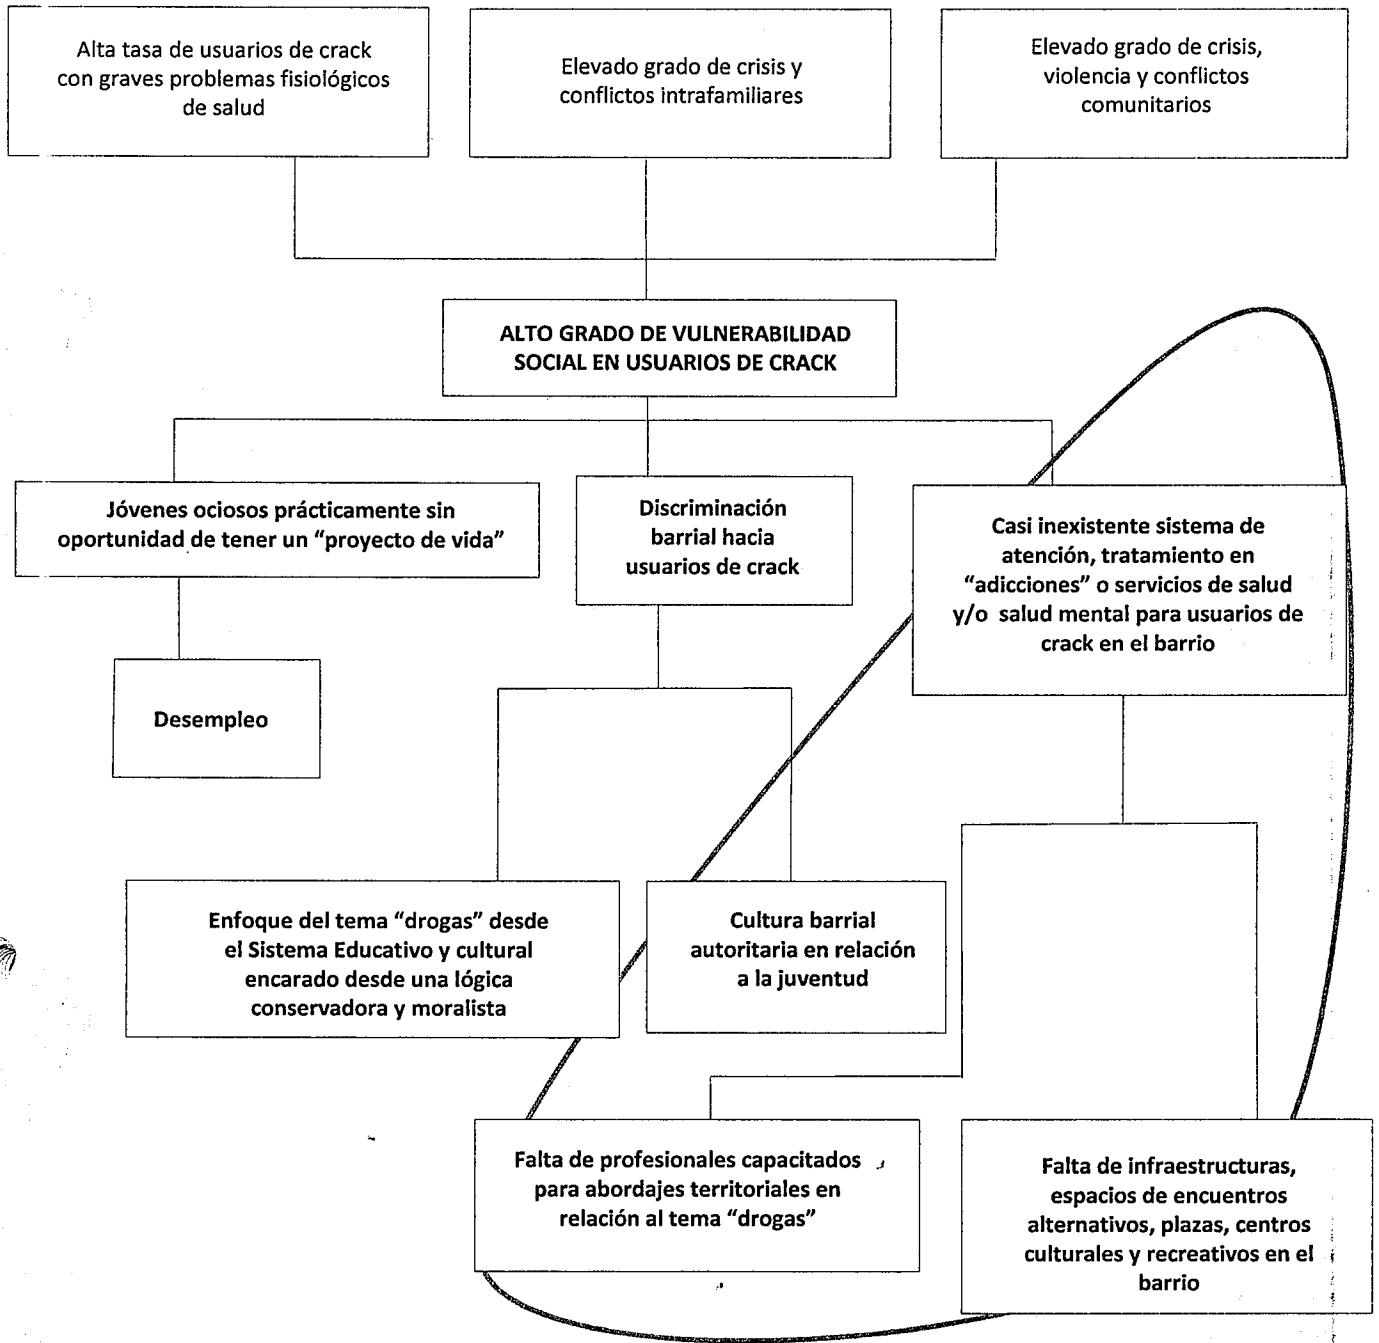 Alta tasa de usuarios de crack
con graves problemas fisiológicos
de salud
Elevado grado de crisis y
conflictos intrafamiliares
Elevado grado de crisis,
violencia y conflictos
comunitarios
ALTO GRADO DE VULNERABILIDAD
SOCIAL EN USUARIOS DE CRACK
Jóvenes ociosos prácticamente sin
oportunidad de tener un “proyecto de vida”
Discriminación
barrial hacia
usuarios de crack
Casi inexistente sistema de
atención, tratamiento en
“adicciones” o servicios de salud
y/o salud mental para usuarios de
crack en el barrio
Desempleo
Enfoque del tema “drogas” desde
el Sistema Educativo y cultural
encarado desde una lógica
conservadora y moralista
Cultura barrial
autoritaria en relación
a la juventud
Falta de profesionales capacitados
para abordajes territoriales en
relación al tema “drogas”
Falta de infraestructuras,
espacios de encuentros
alternativos, plazas, centros
culturales y recreativos en el
barrio